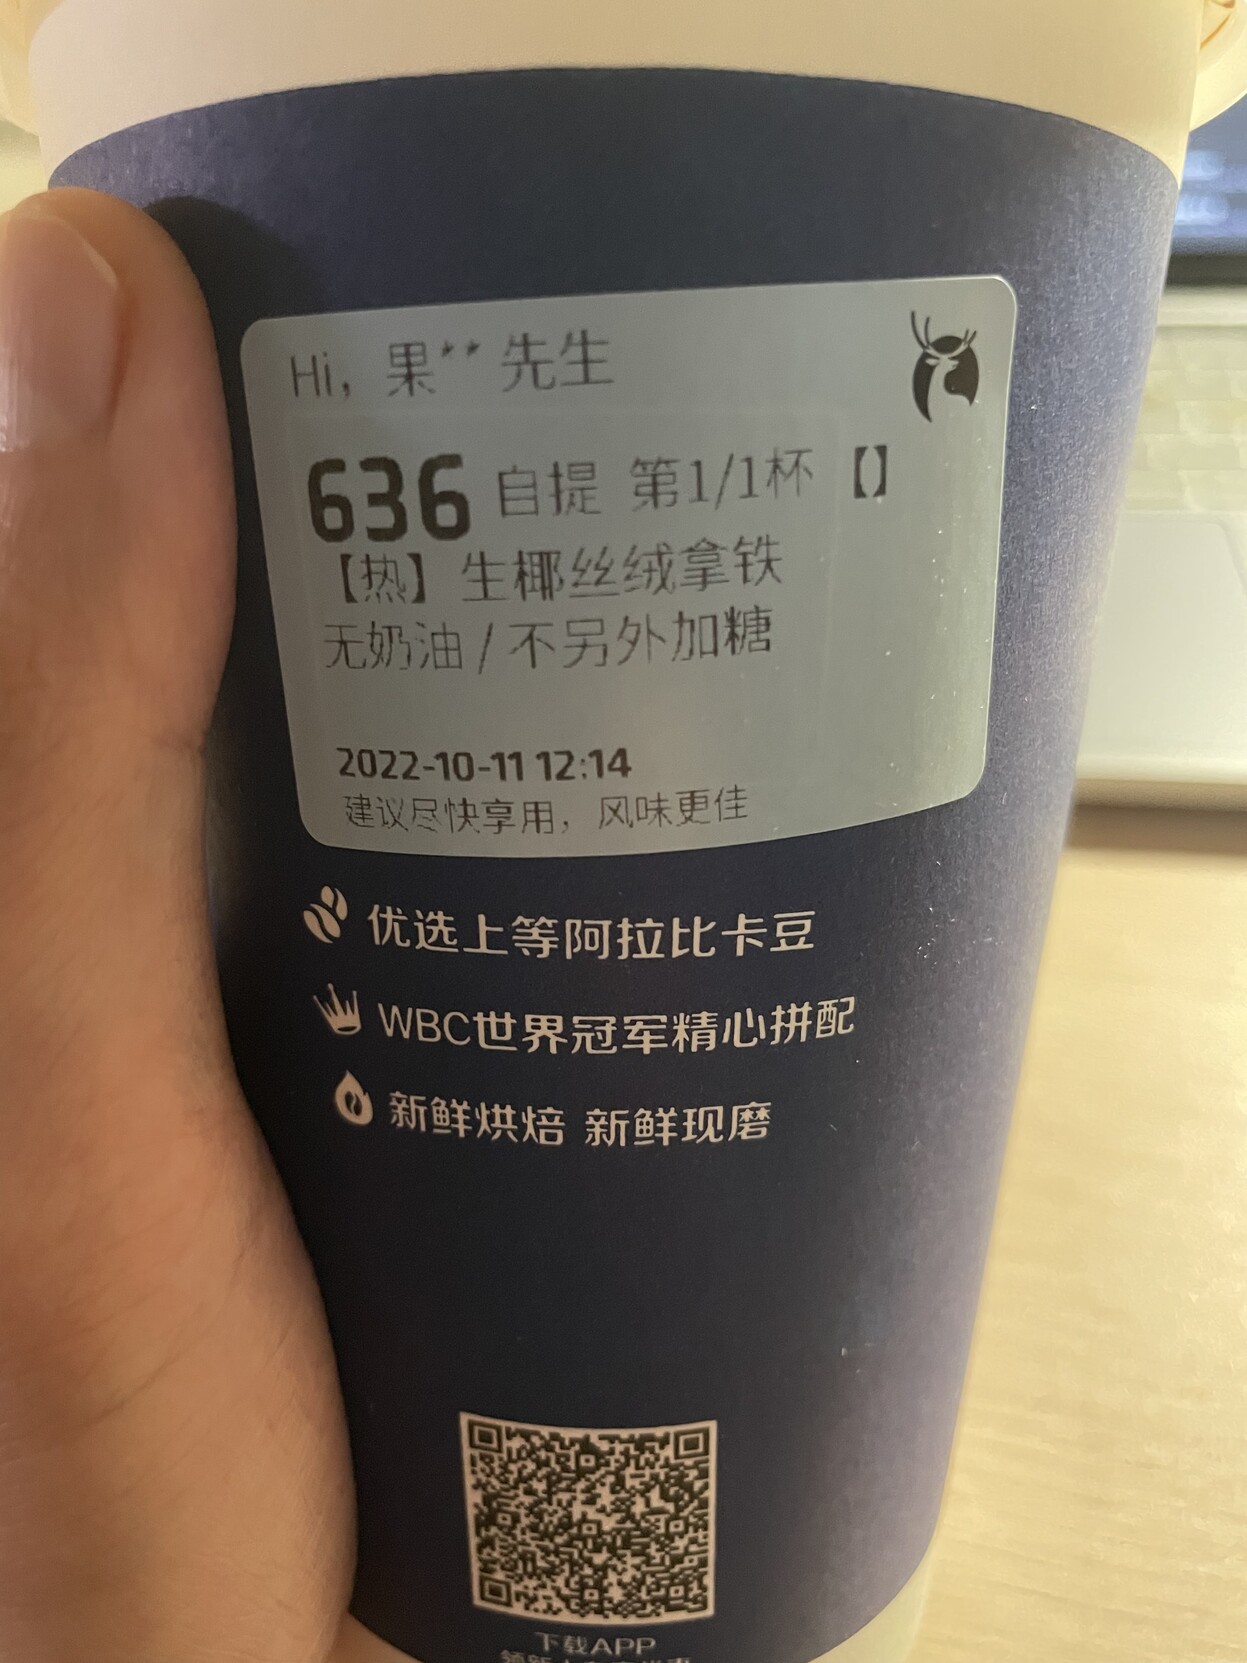 Hi，果** 先生
636 自提 第1/1杯 【】
【热】 生椰丝绒拿铁
无奶油 / 不另外加糖
2022-10-11 12:14
建议尽快享用，风味更佳
优选上等阿拉比卡豆
WBC世界冠军精心拼配
新鲜烘焙 新鲜现磨
下载APP